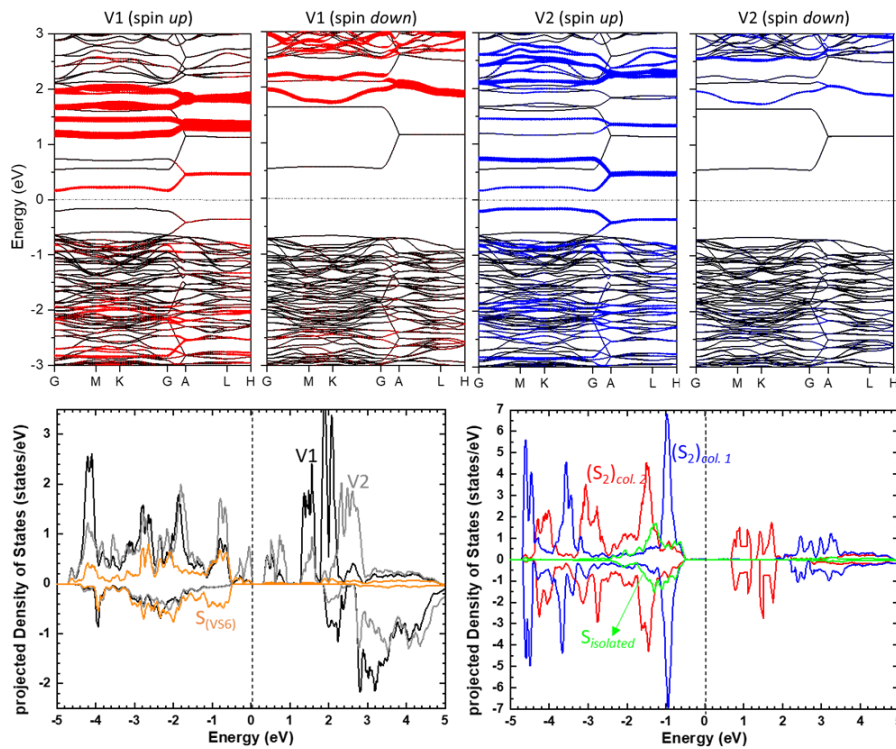 V1 (spin up) V1 (spin down) V2 (spin up) V2 (spin down)
3
2
1
0
-1
-2
-3
Energy (eV)
G M K G A L H G M K G A L H G M K G A L H G M K G A L H
projected Density of States (states/eV)
3
2
1
0
-1
-2
V1
V2
S(VS6)
-5 -4 -3 -2 -1 0 1 2 3 4 5
Energy (eV)
projected Density of States (states/eV)
7
6
5
4
3
2
1
0
1
2
3
4
5
6
7
(S2)col. 2
(S2)col. 1
Sisolated
-5 -4 -3 -2 -1 0 1 2 3 4 5
Energy (eV)